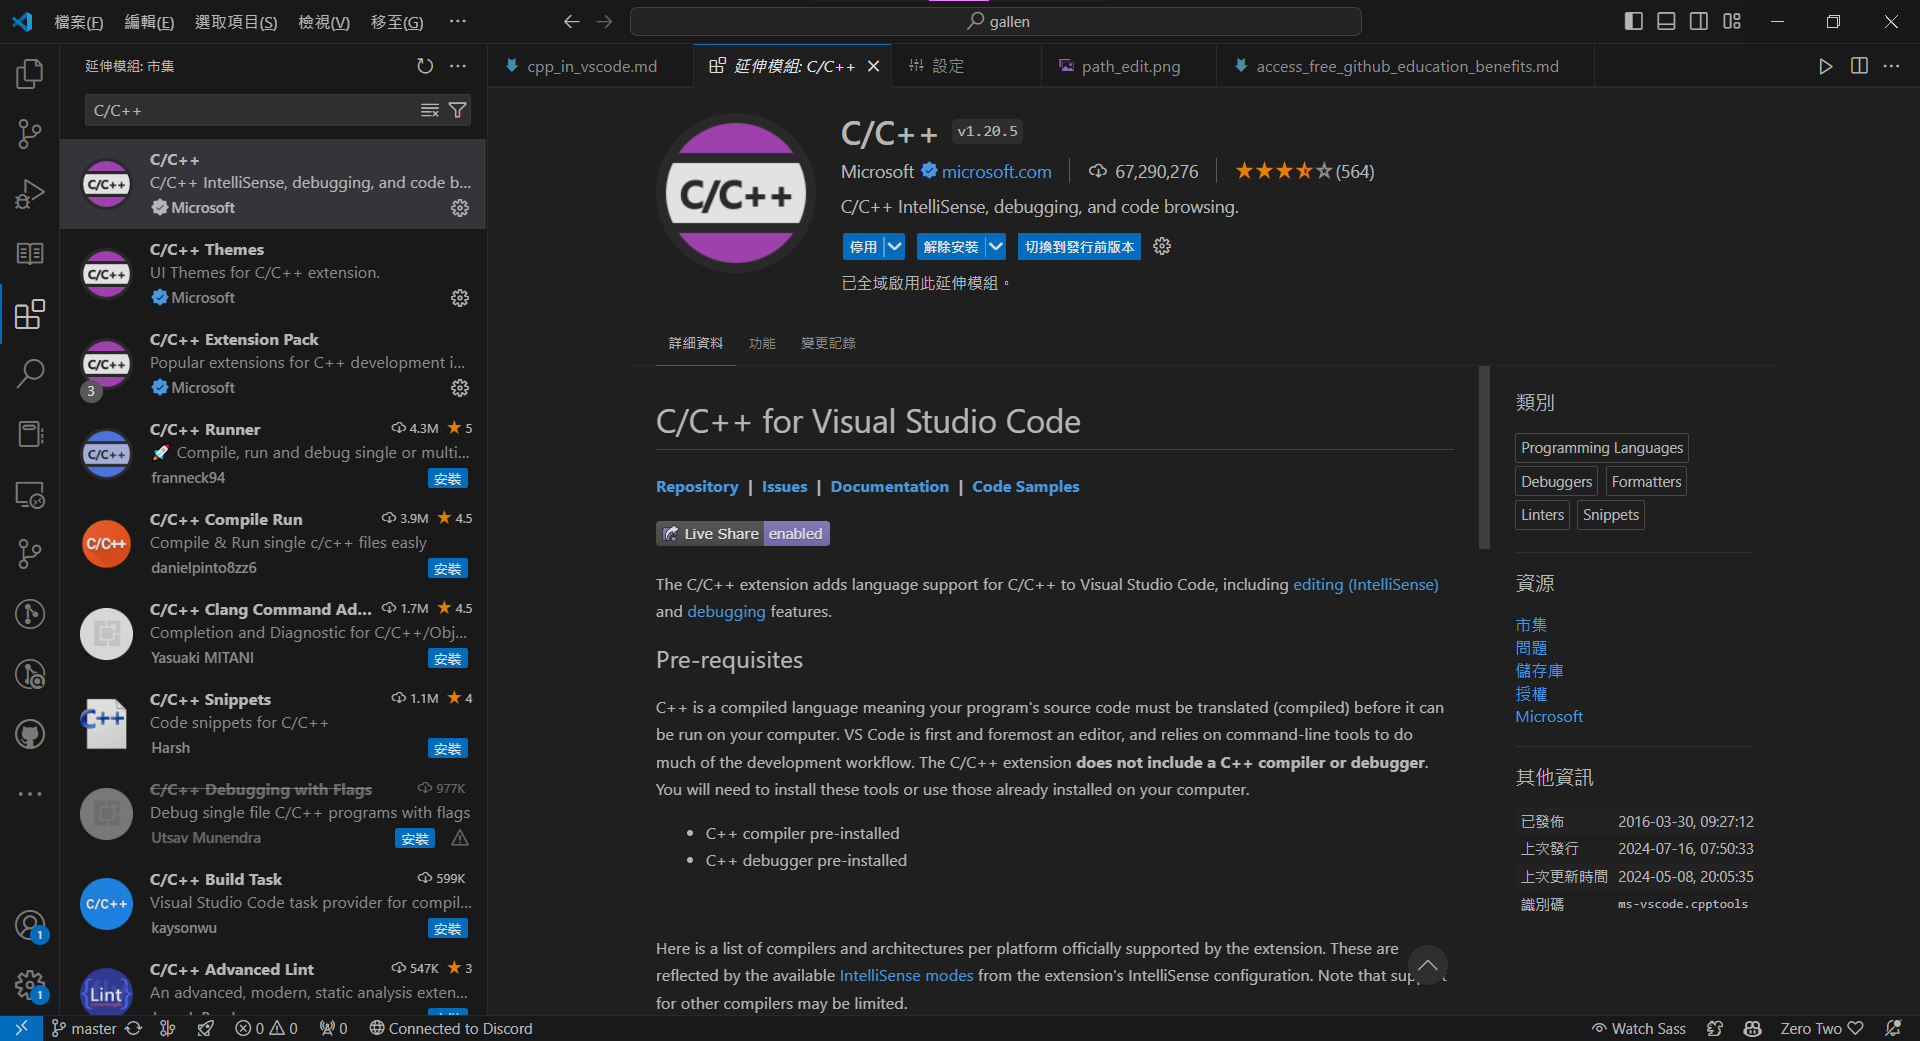 檔案(F) 編輯(E) 選取項目(S) 檢視(V) 移至(G) ···
gallen
延伸模組: 市集
C/C++
C/C++
C/C++
C/C++ IntelliSense, debugging, and code b...
Microsoft
C/C++
C/C++ Themes
UI Themes for C/C++ extension.
Microsoft
C/C++
3
C/C++ Extension Pack
Popular extensions for C++ development i...
Microsoft
C/C++
C/C++ Runner 4.3M 5
🚀 Compile, run and debug single or multi...
franneck94 安裝
C/C++
C/C++ Compile Run 3.9M 4.5
Compile & Run single c/c++ files easly
danielpinto8zz6 安裝
C/C++ Clang Command Ad... 1.7M 4.5
Completion and Diagnostic for C/C++/Obj...
Yasuaki MITANI 安裝
C++
C/C++ Snippets 1.1M 4
Code snippets for C/C++
Harsh 安裝
C/C++ Debugging with Flags 977K
Debug single file C/C++ programs with flags
Utsav Munendra 安裝
C/C++
C/C++ Build Task 599K
Visual Studio Code task provider for compil...
kaysonwu 安裝
Lint
C/C++ Advanced Lint 547K 3
An advanced, modern, static analysis exten...
1
1
cpp_in_vscode.md 延伸模組: C/C++ 設定 path_edit.png access_free_github_education_benefits.md
C/C++
C/C++ v1.20.5
Microsoft microsoft.com 67,290,276 (564)
C/C++ IntelliSense, debugging, and code browsing.
停用 解除安裝 切換到發行前版本
已全域啟用此延伸模組。
詳細資料 功能 變更記錄
C/C++ for Visual Studio Code
Repository | Issues | Documentation | Code Samples
Live Share enabled
The C/C++ extension adds language support for C/C++ to Visual Studio Code, including editing (IntelliSense)
and debugging features.
Pre-requisites
C++ is a compiled language meaning your program's source code must be translated (compiled) before it can
be run on your computer. VS Code is first and foremost an editor, and relies on command-line tools to do
much of the development workflow. The C/C++ extension does not include a C++ compiler or debugger.
You will need to install these tools or use those already installed on your computer.
• C++ compiler pre-installed
• C++ debugger pre-installed
Here is a list of compilers and architectures per platform officially supported by the extension. These are
reflected by the available IntelliSense modes from the extension's IntelliSense configuration. Note that
for other compilers may be limited.
類別
Programming Languages
Debuggers Formatters
Linters Snippets
資源
市集
問題
儲存庫
授權
Microsoft
其他資訊
已發佈 2016-03-30, 09:27:12
上次發行 2024-07-16, 07:50:33
上次更新時間 2024-05-08, 20:05:35
識別碼 ms-vscode.cpptools
master 0 0 0 Connected to Discord Watch Sass Zero Two